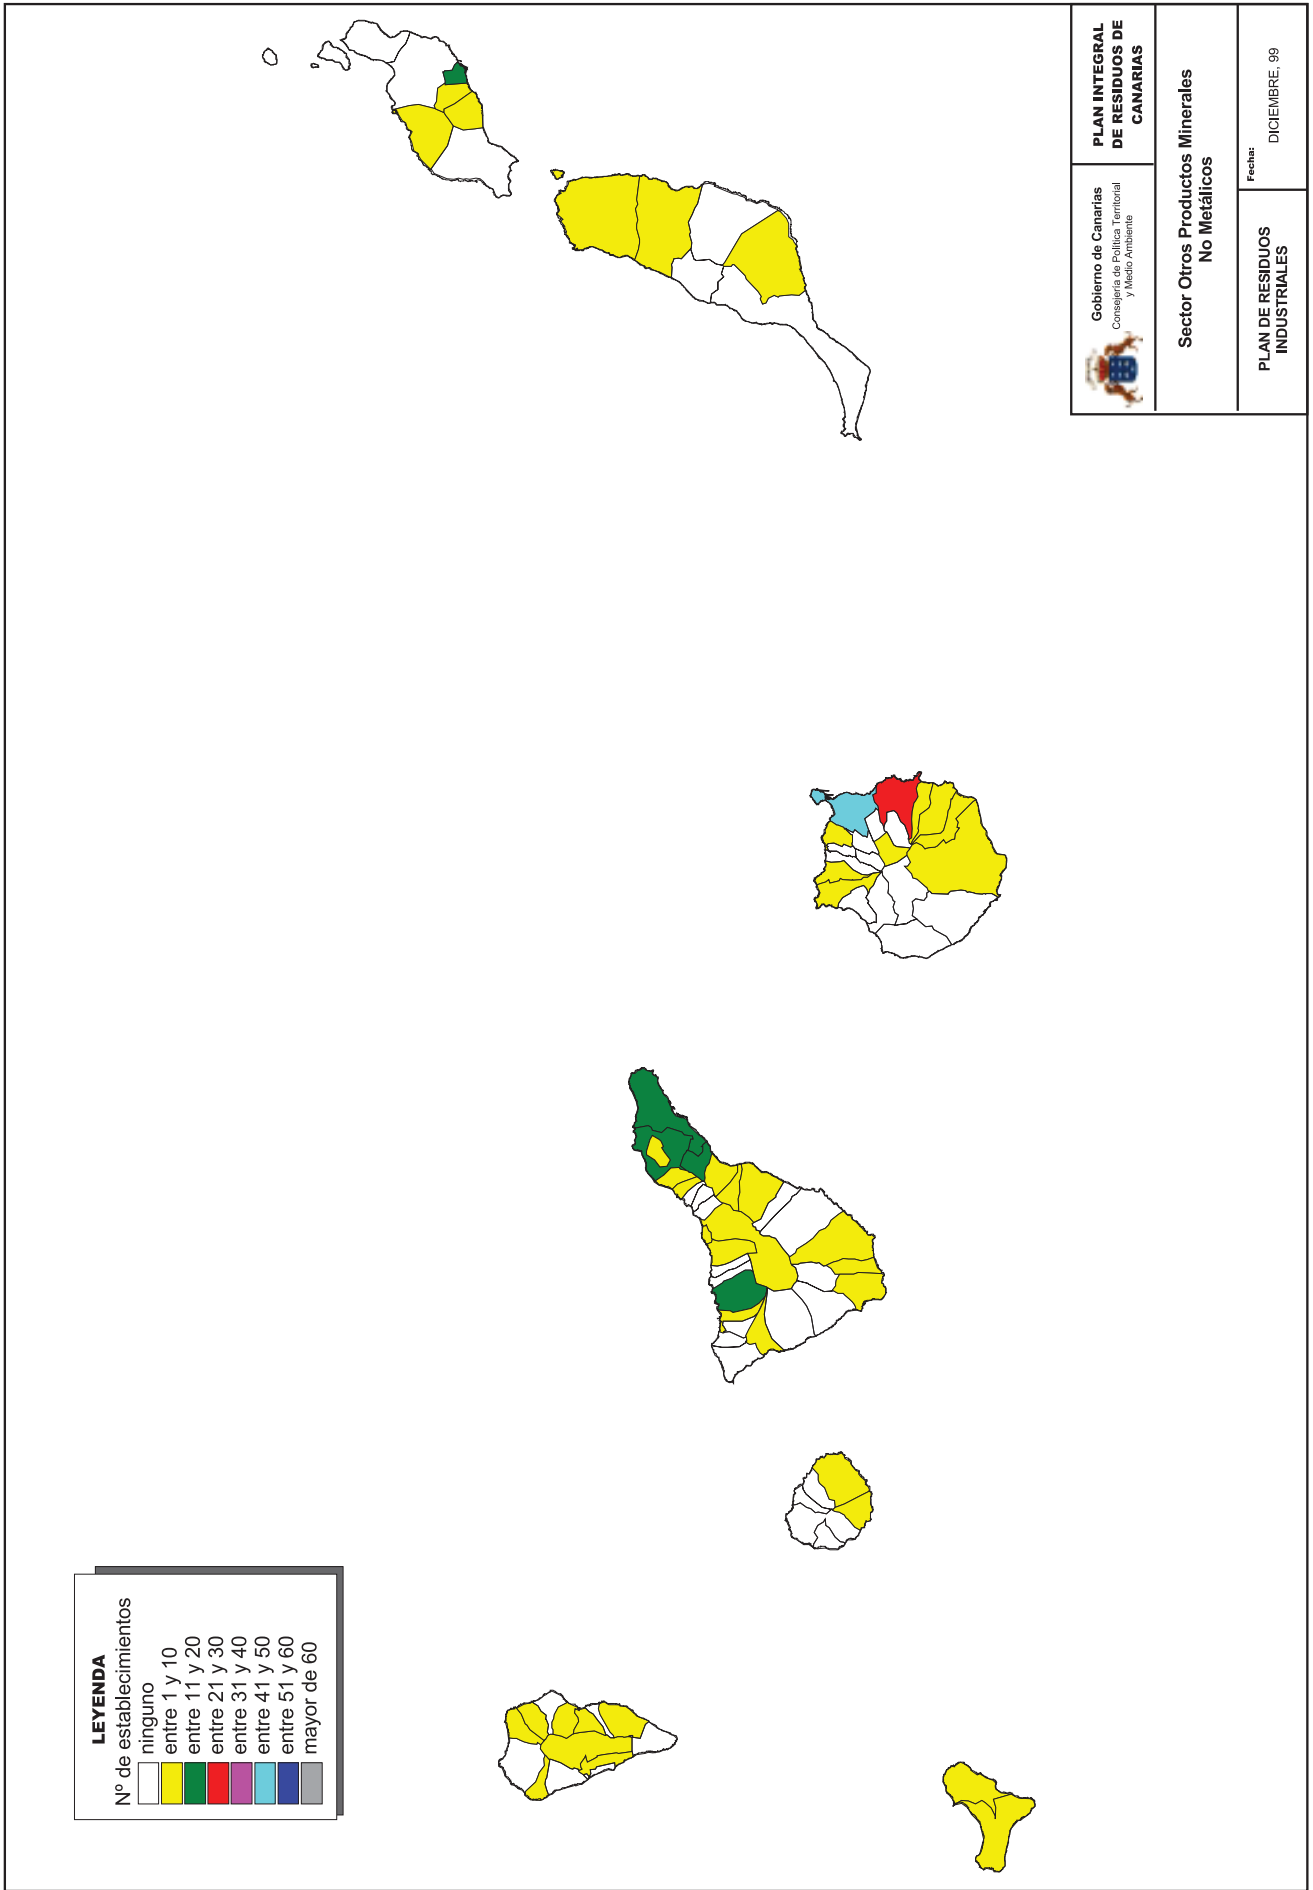 LEYENDA
Nº de establecimientos
ninguno
entre 1 y 10
entre 11 y 20
entre 21 y 30
entre 31 y 40
entre 41 y 50
entre 51 y 60
mayor de 60
Gobierno de Canarias
Consejería de Política Territorial
y Medio Ambiente
PLAN INTEGRAL
DE RESIDUOS DE
CANARIAS
Sector Otros Productos Minerales
No Metálicos
PLAN DE RESIDUOS
INDUSTRIALES
Fecha:
DICIEMBRE, 99